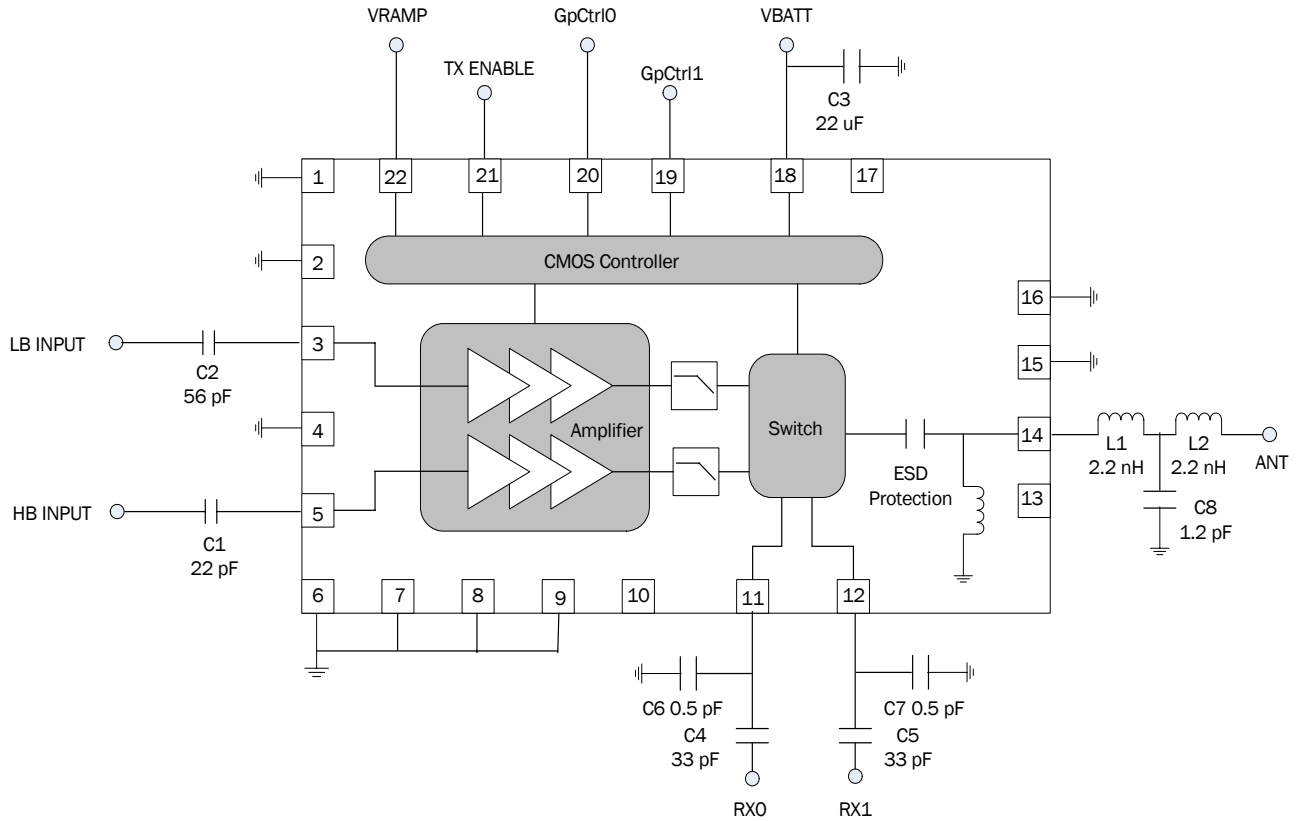 VRAMP
GpCtrl0
VBATT
TX ENABLE
GpCtrl1
C3
22 uF
1
22
21
20
19
18
17
2
CMOS Controller
16
LB INPUT
3
C2
56 pF
15
4
Amplifier
Switch
14
L1
2.2 nH
L2
2.2 nH
ANT
ESD
Protection
13
C8
1.2 pF
HB INPUT
5
C1
22 pF
6
7
8
9
10
11
12
C6 0.5 pF
C7 0.5 pF
C4
33 pF
C5
33 pF
RX0
RX1